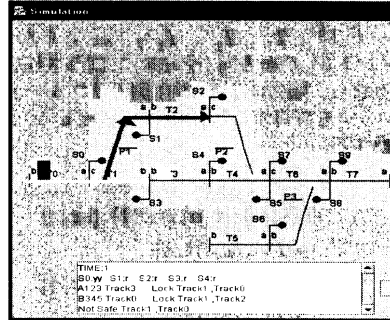 Simulation
S2
a b T2 a c
S1
P1
S0 S4 P2 S7 S9
b a c T1 b a b T4 a c T6 b a T7
S3 S5 P3 S8
S6
b T5 a b
TIME:1
S0:yy S1:r S2:r S3:r S4:r
A123 Track3 Lock Track1 ,Track0
B345 Track0 Lock Track1 ,Track2
Not Safe Track1 ,Track0